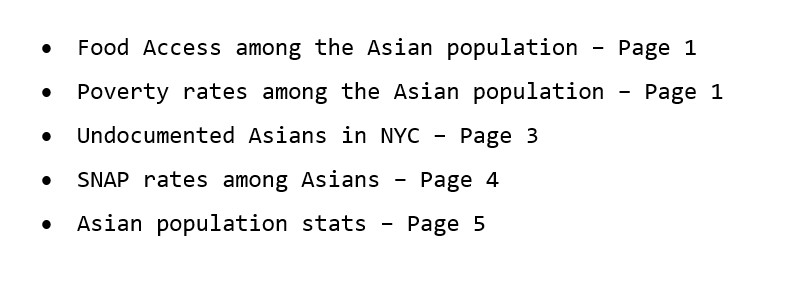 • Food Access among the Asian population – Page 1
• Poverty rates among the Asian population – Page 1
• Undocumented Asians in NYC – Page 3
• SNAP rates among Asians – Page 4
• Asian population stats – Page 5